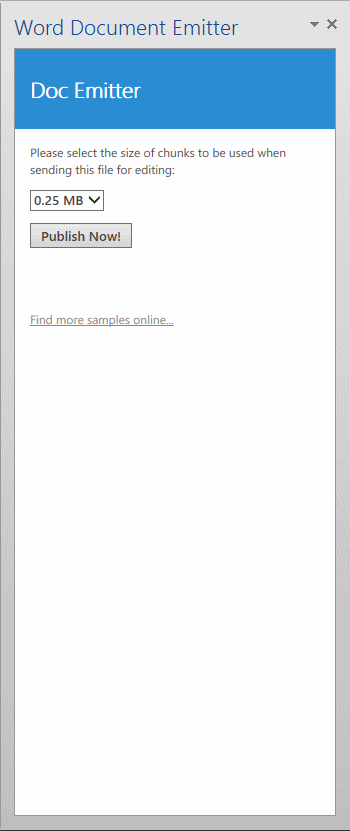 Word Document Emitter
Doc Emitter
Please select the size of chunks to be used when
sending this file for editing:
0.25 MB
Publish Now!
Find more samples online...